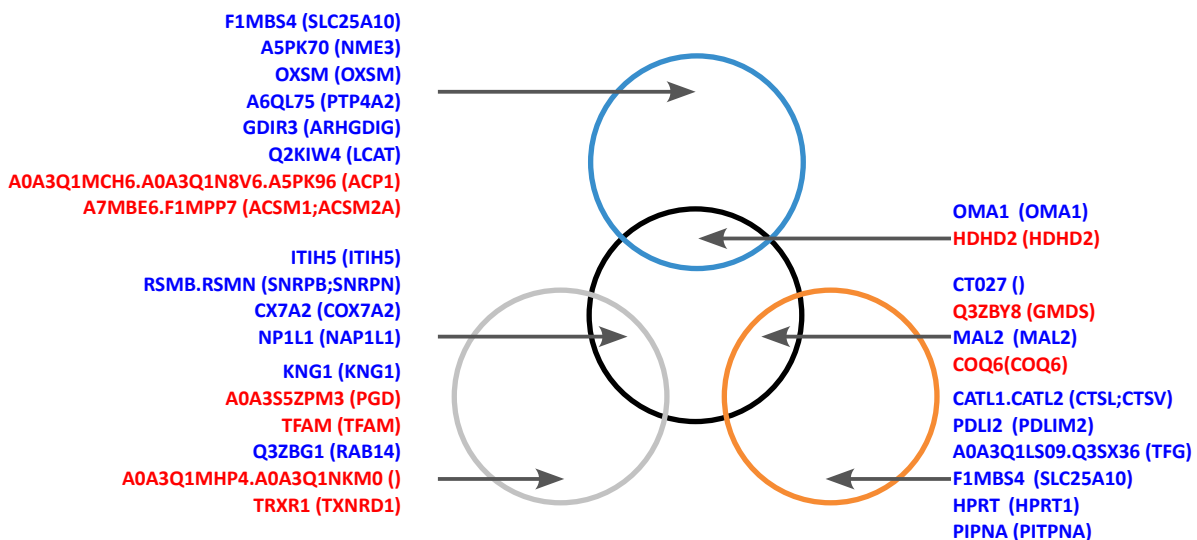 F1MBS4 (SLC25A10)
A5PK70 (NME3)
OXSM (OXSM)
A6QL75 (PTP4A2)
GDIR3 (ARHGDIG)
Q2KIW4 (LCAT)
A0A3Q1MCH6.A0A3Q1N8V6.A5PK96 (ACP1)
A7MBE6.F1MPP7 (ACSM1;ACSM2A)
ITIH5 (ITIH5)
RSMB.RSMN (SNRPB;SNRPN)
CX7A2 (COX7A2)
NP1L1 (NAP1L1)
KNG1 (KNG1)
A0A3S5ZPM3 (PGD)
TFAM (TFAM)
Q3ZBG1 (RAB14)
A0A3Q1MHP4.A0A3Q1NKM0 ()
TRXR1 (TXNRD1)
OMA1 (OMA1)
HDHD2 (HDHD2)
CT027 ()
Q3ZBY8 (GMDS)
MAL2 (MAL2)
COQ6(COQ6)
CATL1.CATL2 (CTSL;CTSV)
PDLI2 (PDLIM2)
A0A3Q1LS09.Q3SX36 (TFG)
F1MBS4 (SLC25A10)
HPRT (HPRT1)
PIPNA (PITPNA)